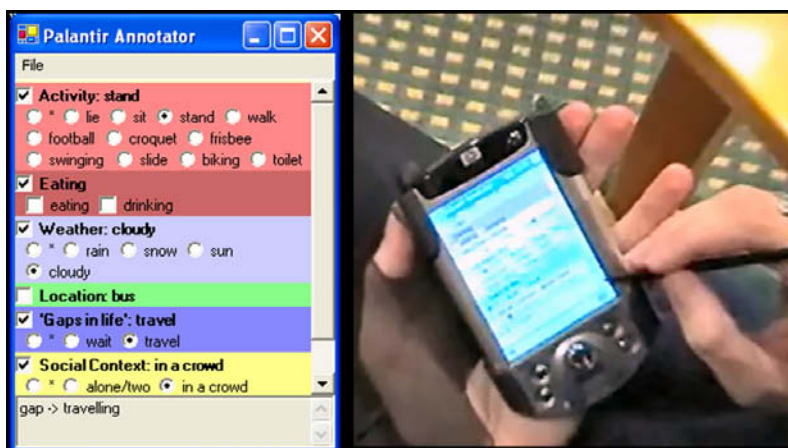 Palantir Annotator
File
Activity: stand
* lie sit stand walk
football croquet frisbee
swinging slide biking toilet
Eating
eating drinking
Weather: cloudy
* rain snow sun
cloudy
Location: bus
'Gaps in life': travel
* wait travel
Social Context: in a crowd
* alone/two in a crowd
gap -> travelling